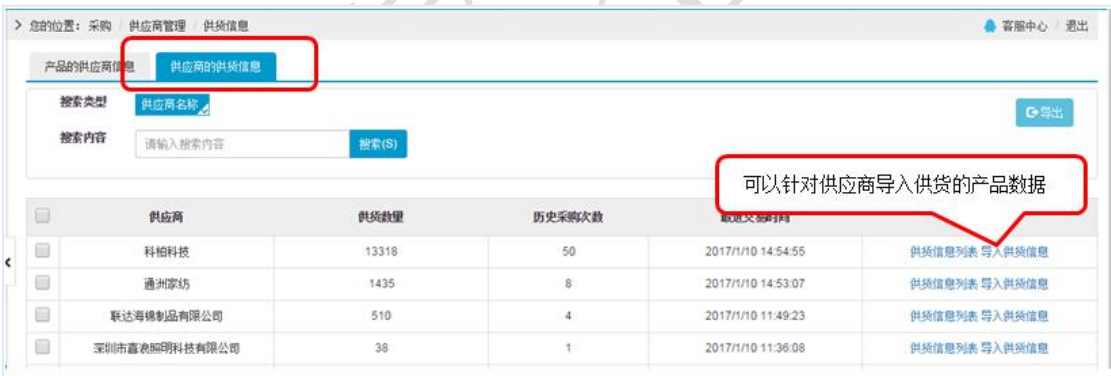 您的位置：采购 / 供应商管理 / 供货信息 客服中心 / 退出
产品的供应商信息 供应商的供货信息
搜索类型 供应商名称
导出
搜索内容 请输入搜索内容 搜索(S)
可以针对供应商导入供货的产品数据
供应商 供货数量 历史采购次数 最近交易时间
科柏科技 13318 50 2017/1/10 14:54:55 供货信息列表 导入供货信息
通洲家纺 1435 8 2017/1/10 14:53:07 供货信息列表 导入供货信息
联达海锦制品有限公司 510 4 2017/1/10 11:49:23 供货信息列表 导入供货信息
深圳市喜浪照明科技有限公司 38 1 2017/1/10 11:36:08 供货信息列表 导入供货信息